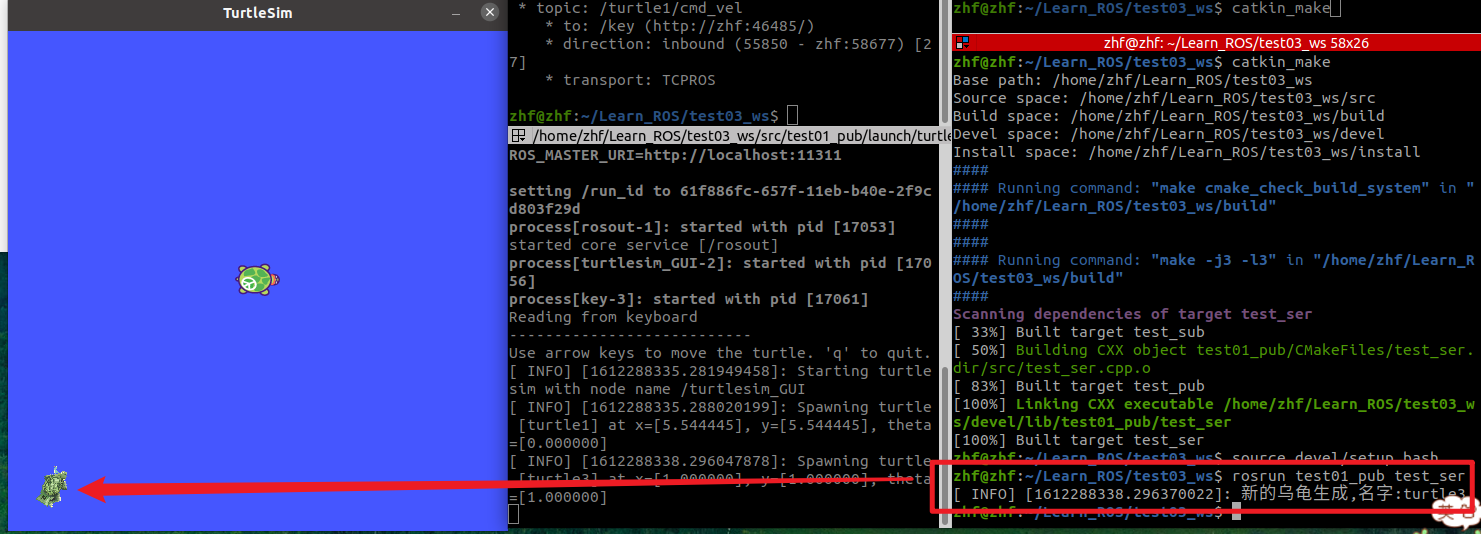 TurtleSim
* topic: /turtle1/cmd_vel
* to: /key (http://zhf:46485/)
* direction: inbound (55850 - zhf:58677) [2
7]
* transport: TCPROS
zhf@zhf:~/Learn_ROS/test03_ws$
/home/zhf/Learn_ROS/test03_ws/src/test01_pub/launch/turtle
ROS_MASTER_URI=http://localhost:11311
setting /run_id to 61f886fc-657f-11eb-b40e-2f9c
d803f29d
process[rosout-1]: started with pid [17053]
started core service [/rosout]
process[turtlesim_GUI-2]: started with pid [170
56]
process[key-3]: started with pid [17061]
Reading from keyboard
---------------------------
Use arrow keys to move the turtle. 'q' to quit.
[ INFO] [1612288335.281949458]: Starting turtle
sim with node name /turtlesim_GUI
[ INFO] [1612288335.288020199]: Spawning turtle
[turtle1] at x=[5.544445], y=[5.544445], theta
=[0.000000]
[ INFO] [1612288338.296047878]: Spawning turtle
[turtle3] at x=[1.000000], y=[1.000000], theta
=[1.000000]
zhf@zhf:~/Learn_ROS/test03_ws$ catkin_make
zhf@zhf: ~/Learn_ROS/test03_ws 58x26
zhf@zhf:~/Learn_ROS/test03_ws$ catkin_make
Base path: /home/zhf/Learn_ROS/test03_ws
Source space: /home/zhf/Learn_ROS/test03_ws/src
Build space: /home/zhf/Learn_ROS/test03_ws/build
Devel space: /home/zhf/Learn_ROS/test03_ws/devel
Install space: /home/zhf/Learn_ROS/test03_ws/install
####
#### Running command: "make cmake_check_build_system" in "
/home/zhf/Learn_ROS/test03_ws/build"
####
####
#### Running command: "make -j3 -l3" in "/home/zhf/Learn_R
OS/test03_ws/build"
####
Scanning dependencies of target test_ser
[ 33%] Built target test_sub
[ 50%] Building CXX object test01_pub/CMakeFiles/test_ser.
dir/src/test_ser.cpp.o
[ 83%] Built target test_pub
[100%] Linking CXX executable /home/zhf/Learn_ROS/test03_w
s/devel/lib/test01_pub/test_ser
[100%] Built target test_ser
zhf@zhf:~/Learn_ROS/test03_ws$ source devel/setup.bash
zhf@zhf:~/Learn_ROS/test03_ws$ rosrun test01_pub test_ser
[ INFO] [1612288338.296370022]: 新的乌龟生成,名字:turtle3
zhf@zhf:~/Learn_ROS/test03_ws$